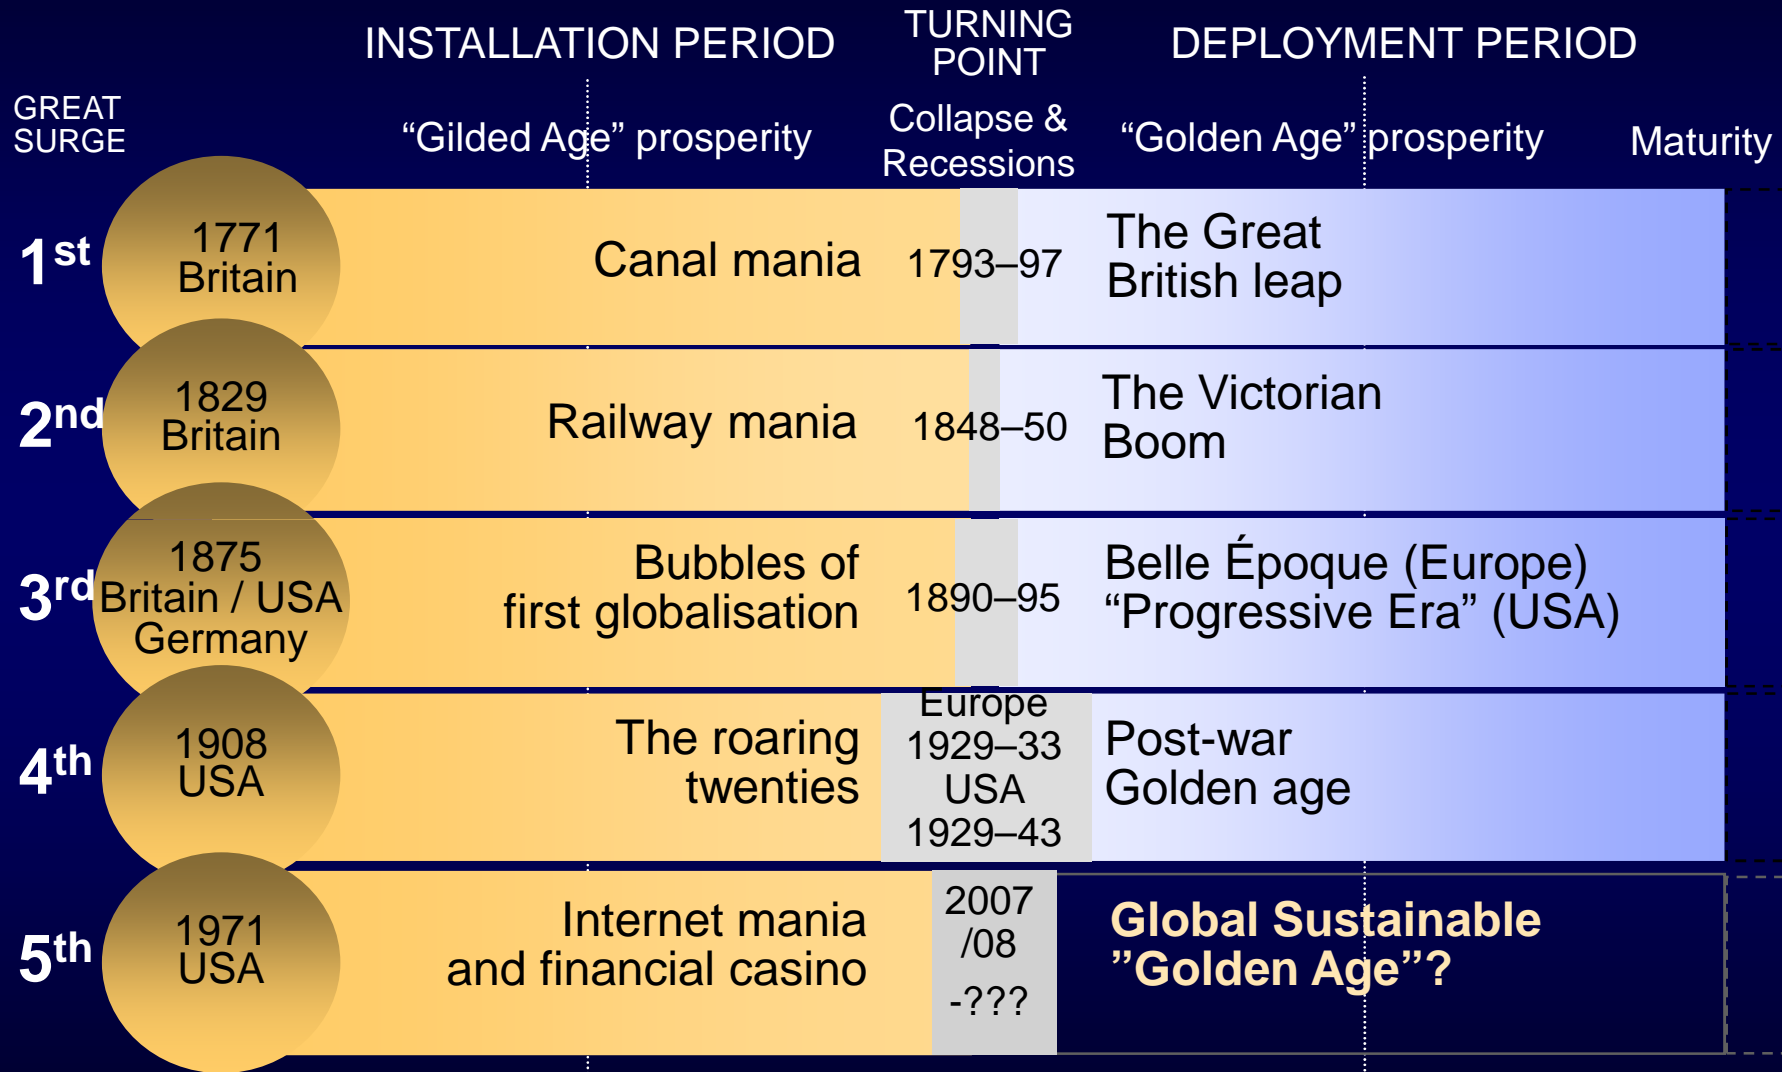 INSTALLATION PERIOD
TURNING
POINT
DEPLOYMENT PERIOD
GREAT
SURGE
“Gilded Age” prosperity
Collapse &
Recessions
“Golden Age” prosperity
Maturity
1st
1771
Britain
Canal mania
1793–97
The Great
British leap
2nd
1829
Britain
Railway mania
1848–50
The Victorian
Boom
3rd
1875
Britain / USA
Germany
Bubbles of
first globalisation
1890–95
Belle Époque (Europe)
“Progressive Era” (USA)
4th
1908
USA
The roaring
twenties
Europe
1929–33
USA
1929–43
Post-war
Golden age
5th
1971
USA
Internet mania
and financial casino
2007
/08
-???
Global Sustainable
”Golden Age”?